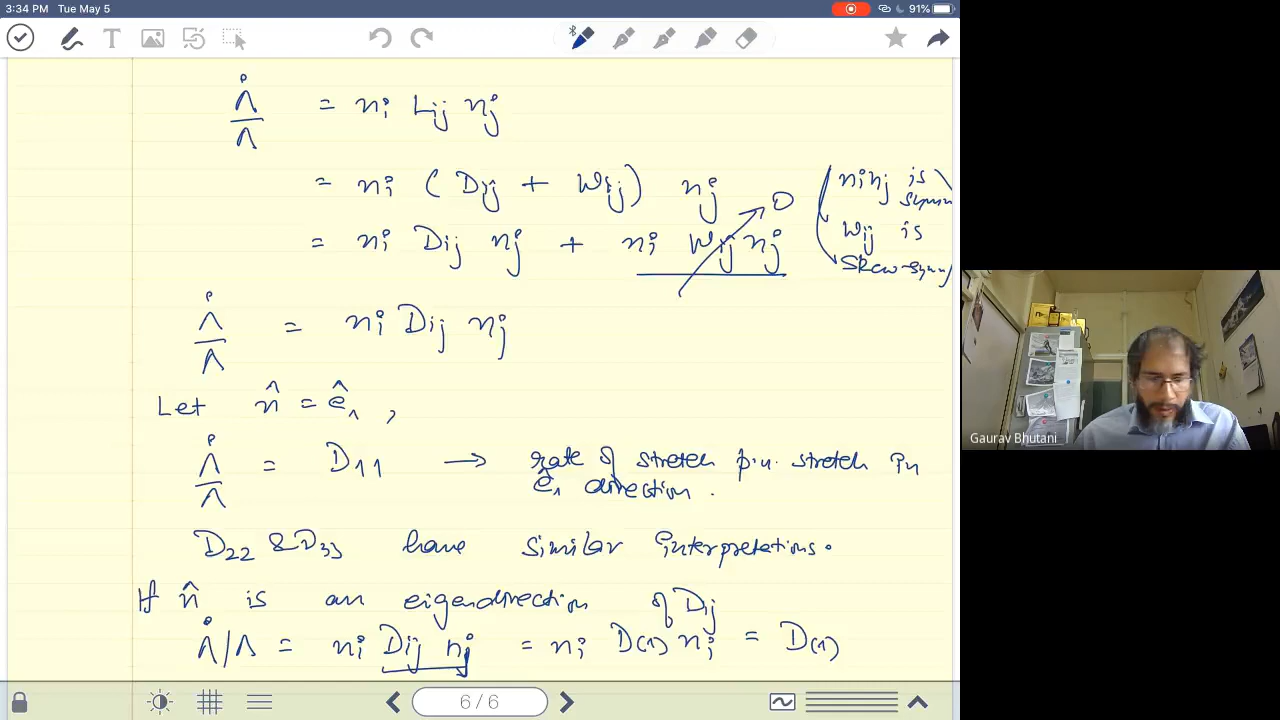 3:34 PM Tue May 5
91%
Λ̇/Λ = ni Lij nj
= ni ( Dij + Wij ) nj
= ni Dij nj + ni Wij nj → 0 ( ninj is symm Wij is skew-symm )
Λ̇/Λ = ni Dij nj
Let n̂ = ê1 ,
Λ̇/Λ = D11 → rate of stretch p.u. stretch in
ê1 direction .
D22 & D33 have similar interpretations.
If n̂ is an eigendirection of Dij
Λ̇/Λ = ni Dij nj = ni D(1) ni = D(1)
6 / 6
Gaurav Bhutani